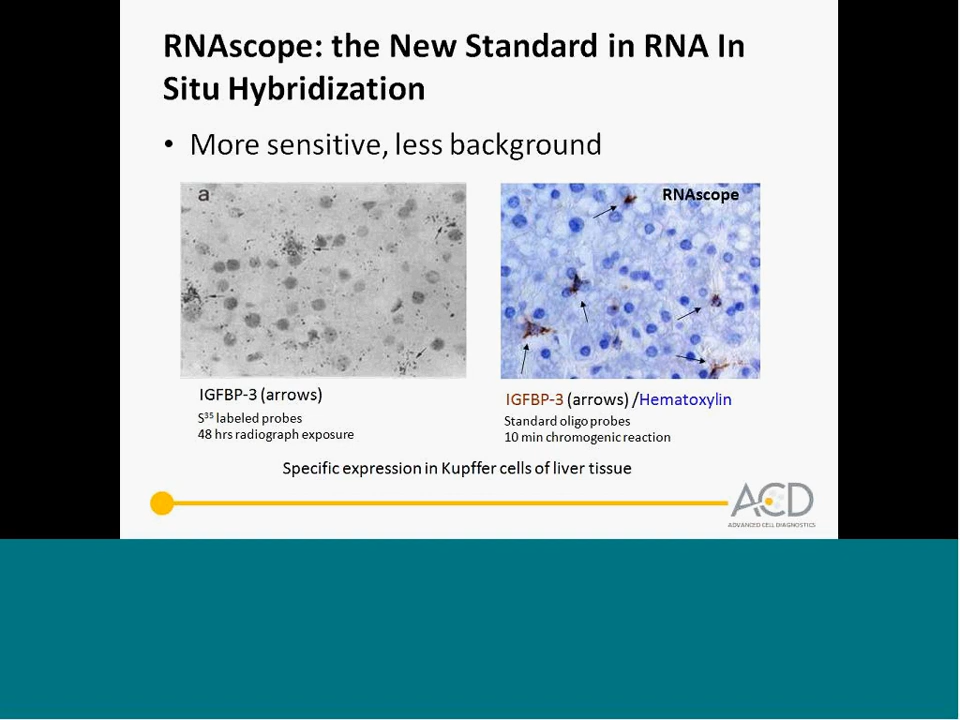 RNAscope: the New Standard in RNA In
Situ Hybridization
• More sensitive, less background
a
RNAscope
IGFBP-3 (arrows)
S³⁵ labeled probes
48 hrs radiograph exposure
IGFBP-3 (arrows) /Hematoxylin
Standard oligo probes
10 min chromogenic reaction
Specific expression in Kupffer cells of liver tissue
ACD
ADVANCED CELL DIAGNOSTICS